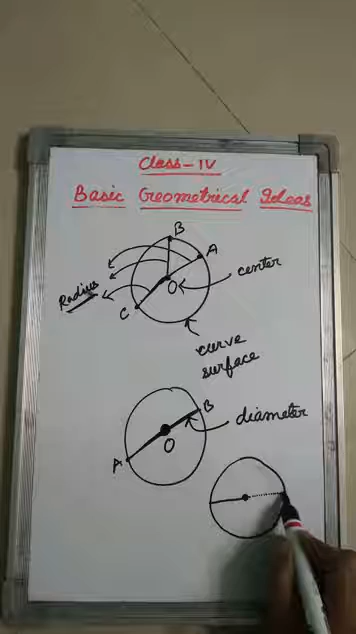 Class-IV
Basic Geometrical Ideas
B
A
Radius
O
center
C
curve
surface
B
diameter
O
A